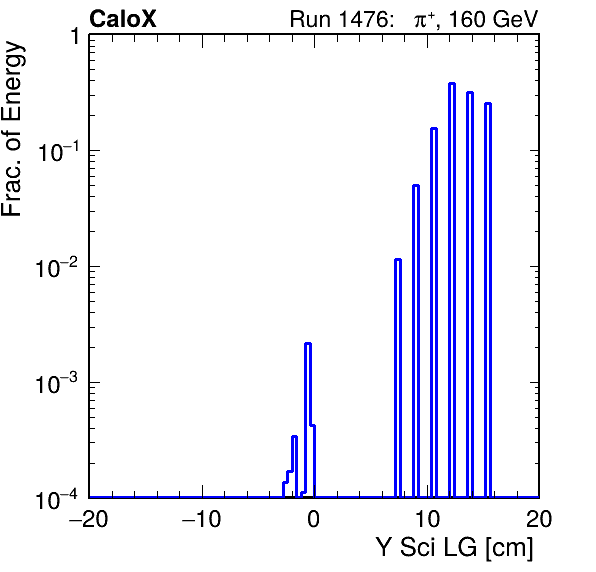 CaloX Run 1476: π⁺, 160 GeV
Frac. of Energy
1
10⁻¹
10⁻²
10⁻³
10⁻⁴
−20 −10 0 10 20
Y Sci LG [cm]